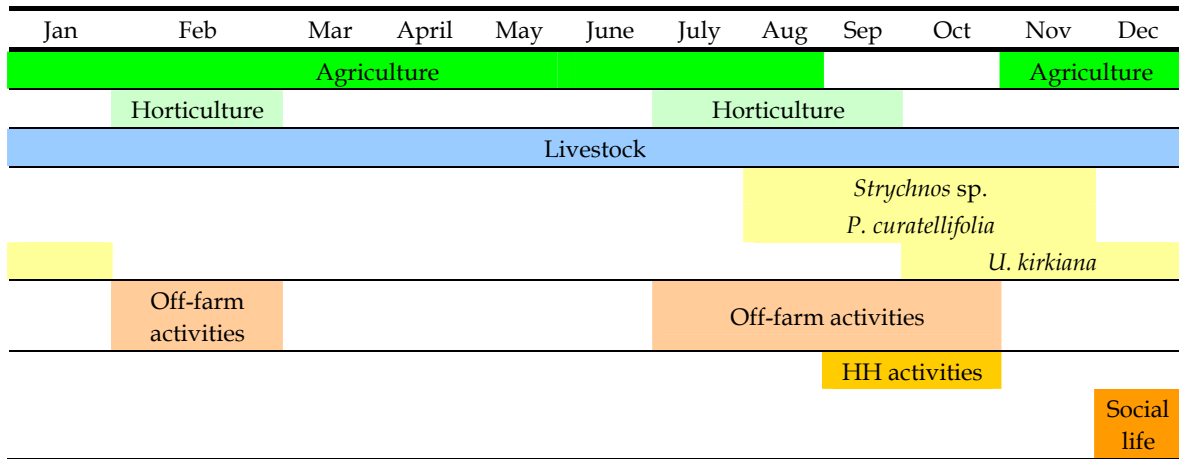 Jan Feb Mar April May June July Aug Sep Oct Nov Dec
Agriculture Agriculture
Horticulture Horticulture
Livestock
Strychnos sp.
P. curatellifolia
U. kirkiana
Off-farm
activities
Off-farm activities
HH activities
Social
life